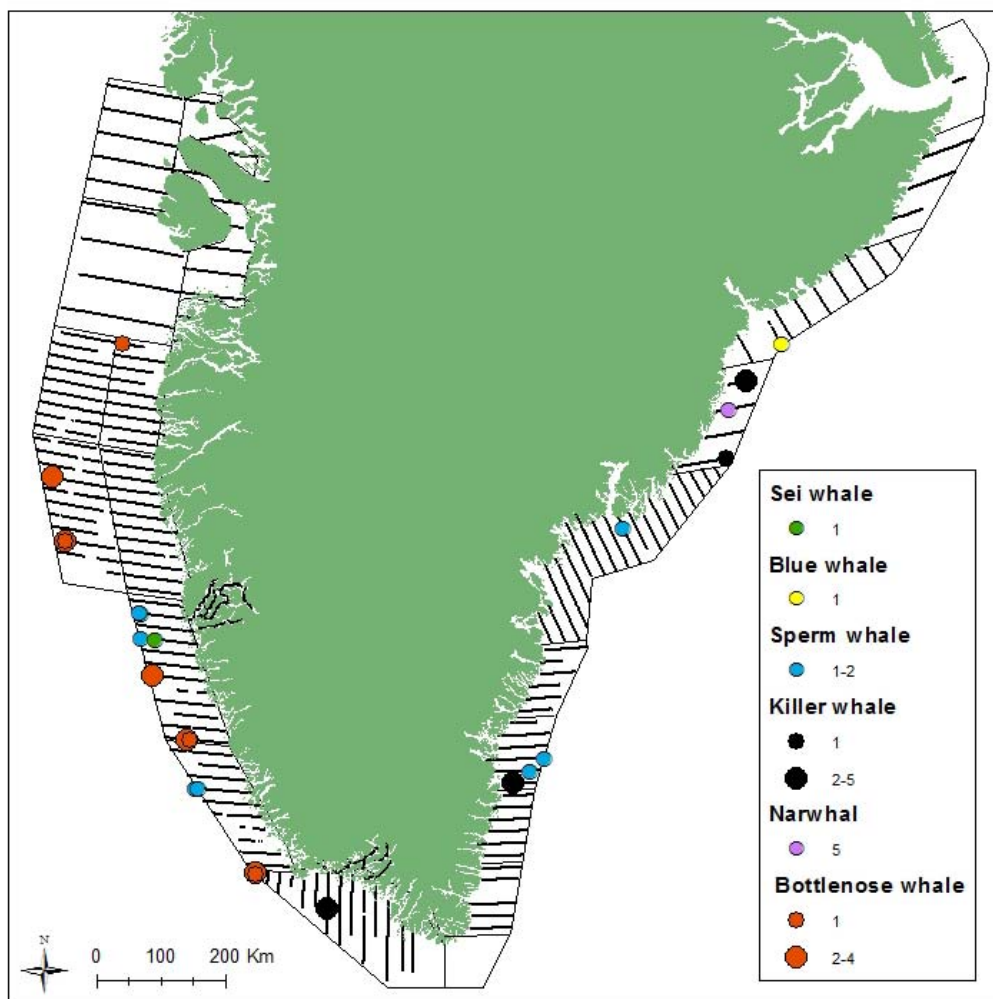 Sei whale
1
Blue whale
1
Sperm whale
1-2
Killer whale
1
2-5
Narwhal
5
Bottlenose whale
1
2-4
N
0 100 200 Km